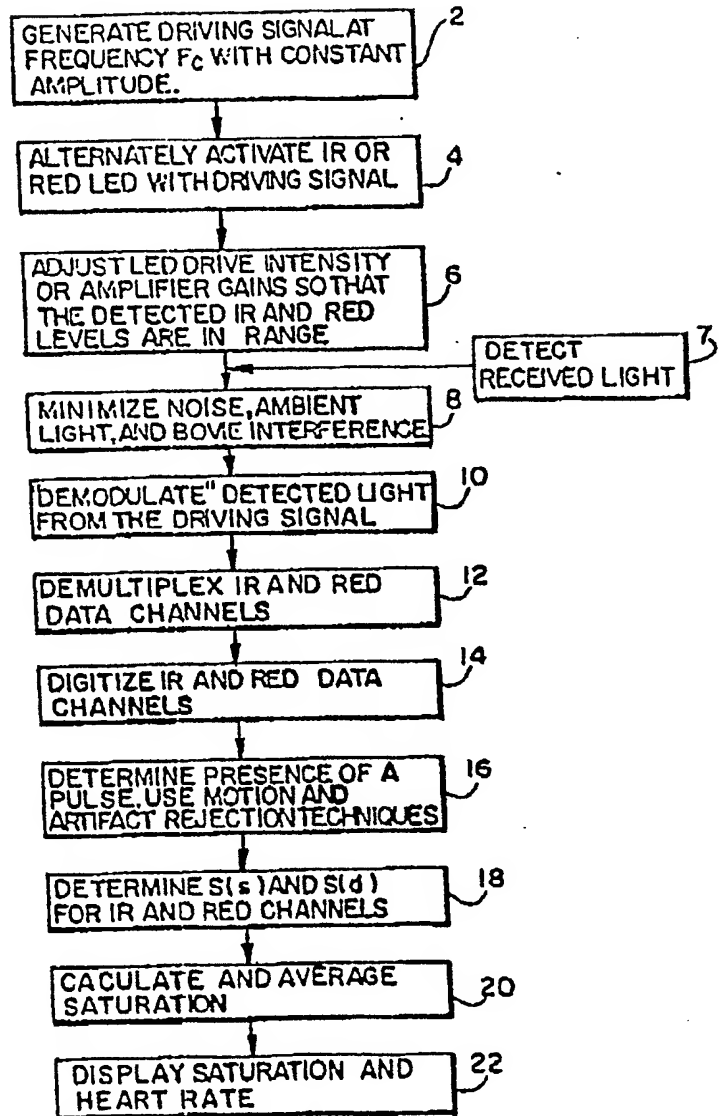 GENERATE DRIVING SIGNAL AT
FREQUENCY FC WITH CONSTANT
AMPLITUDE.
2
ALTERNATELY ACTIVATE IR OR
RED LED WITH DRIVING SIGNAL
4
ADJUST LED DRIVE INTENSITY
OR AMPLIFIER GAINS SO THAT
THE DETECTED IR AND RED
LEVELS ARE IN RANGE
6
DETECT
RECEIVED LIGHT
7
MINIMIZE NOISE, AMBIENT
LIGHT, AND BOVIE INTERFERENCE
8
"DEMODULATE" DETECTED LIGHT
FROM THE DRIVING SIGNAL
10
DEMULTIPLEX IR AND RED
DATA CHANNELS
12
DIGITIZE IR AND RED DATA
CHANNELS
14
DETERMINE PRESENCE OF A
PULSE, USE MOTION AND
ARTIFACT REJECTION TECHNIQUES
16
DETERMINE S(s) AND S(d)
FOR IR AND RED CHANNELS
18
CACULATE AND AVERAGE
SATURATION
20
DISPLAY SATURATION AND
HEART RATE
22